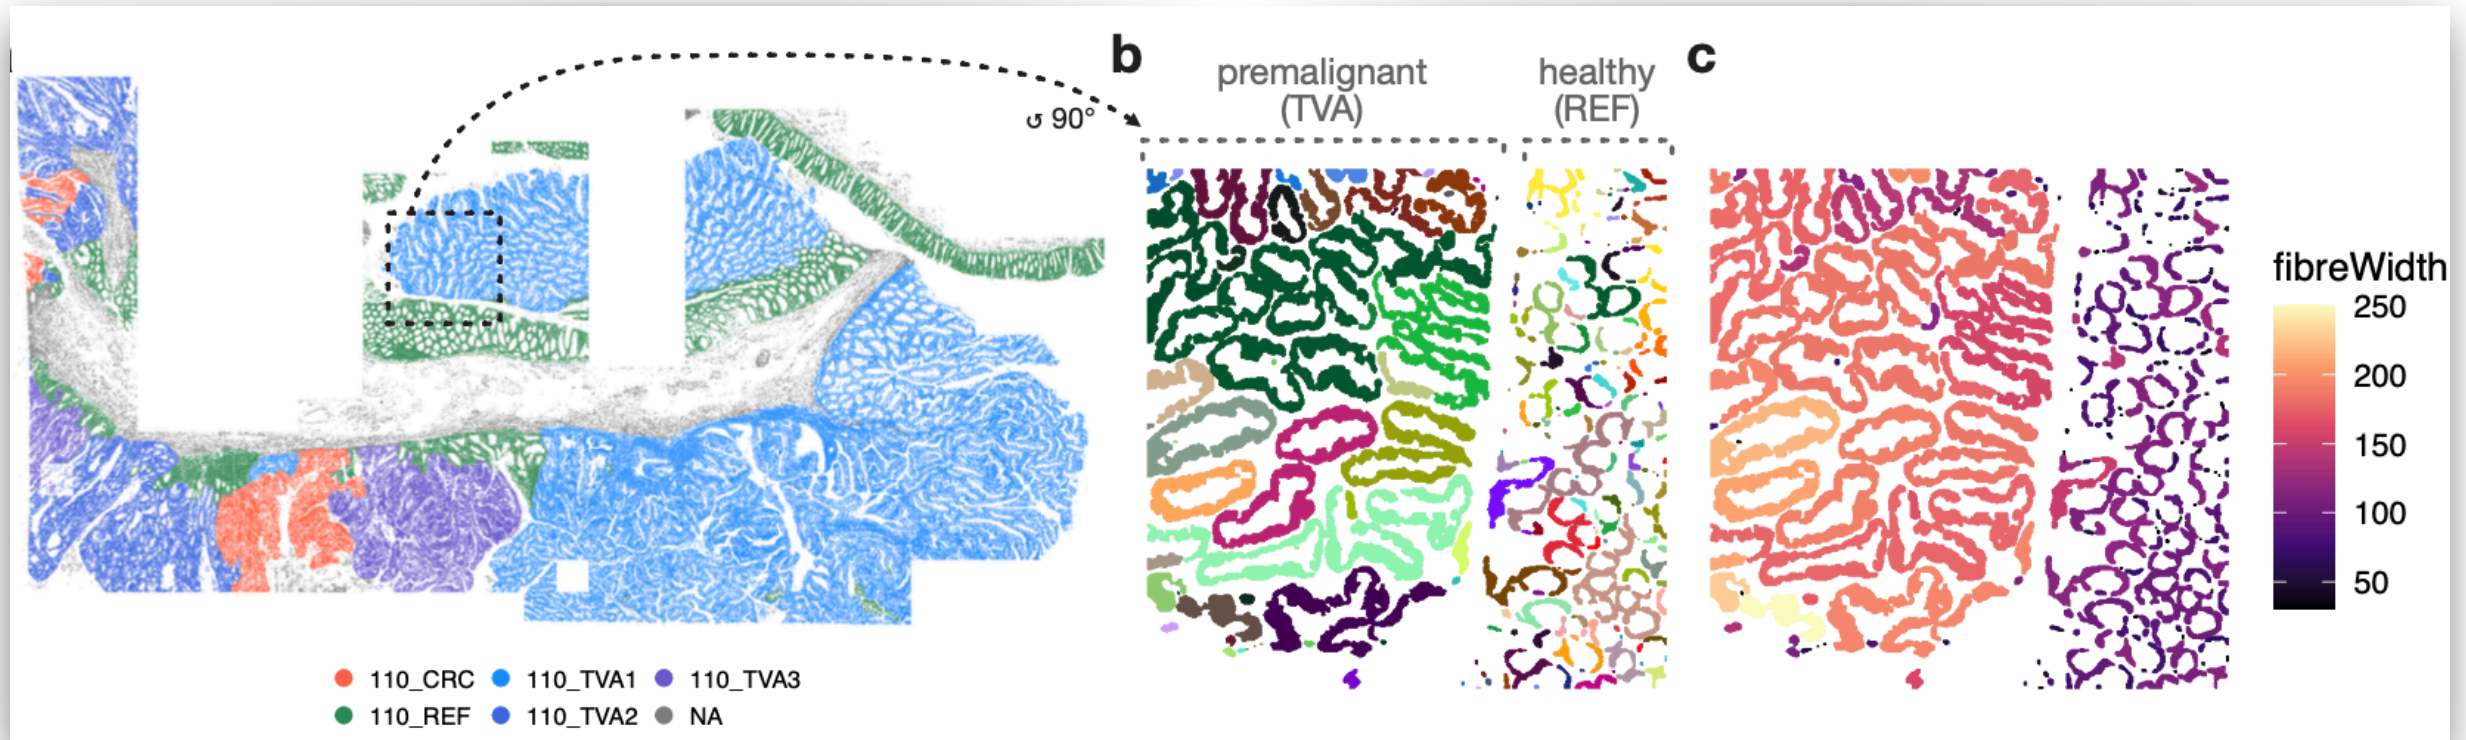 b
premalignant
(TVA)
healthy
(REF)
c
↺ 90°
fibreWidth
250
200
150
100
50
110_CRC
110_TVA1
110_TVA3
110_REF
110_TVA2
NA